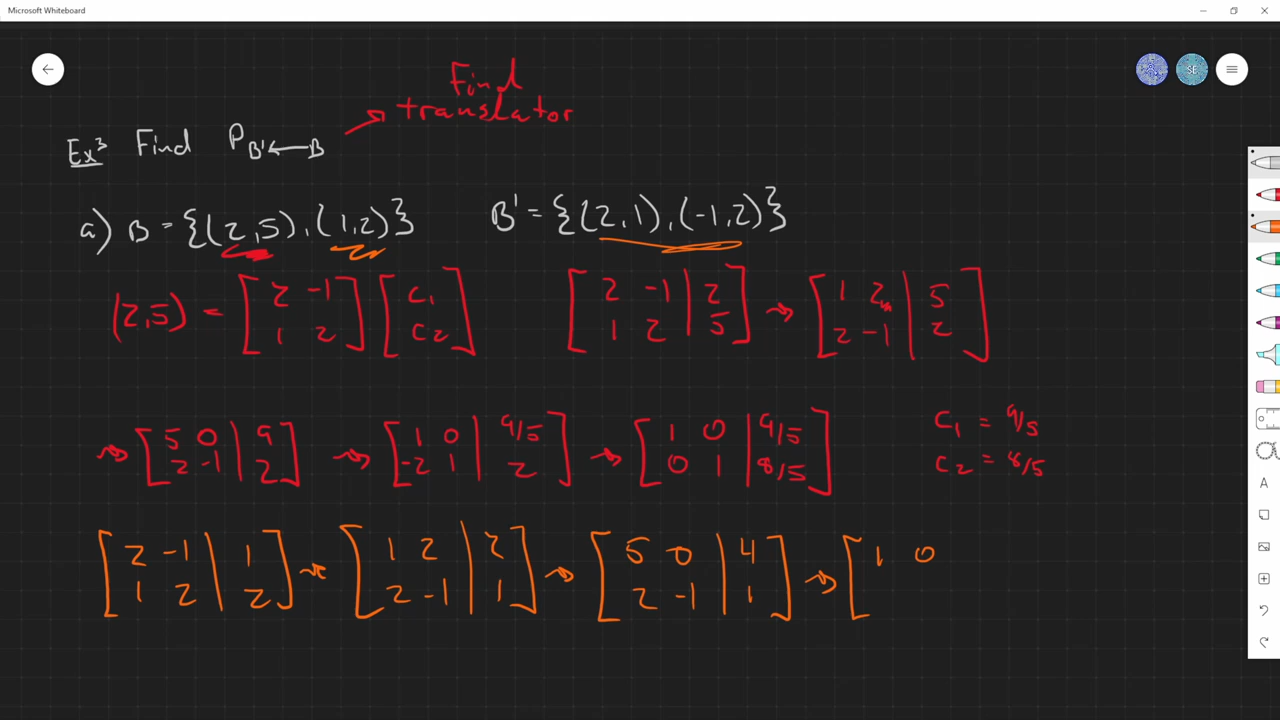 Microsoft Whiteboard
SE
Find
translator
Ex³ Find P B'←B
a) B = {(2,5),(1,2)} B' = {(2,1),(-1,2)}
(2,5) = [2 -1; 1 2] [C1; C2] [2 -1 | 2; 1 2 | 5] → [1 2 | 5; 2 -1 | 2]
→ [5 0 | 9; 2 -1 | 2] → [1 0 | 9/5; -2 1 | 2] → [1 0 | 9/5; 0 1 | 8/5] C1 = 9/5
C2 = 8/5
[2 -1 | 1; 1 2 | 2] → [1 2 | 2; 2 -1 | 1] → [5 0 | 4; 2 -1 | 1] → [1 0
A